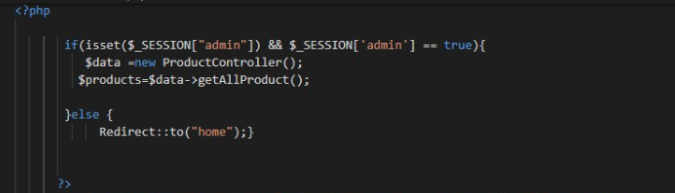 <?php
if(isset($_SESSION["admin"]) && $_SESSION['admin'] == true){
$data =new ProductController();
$products=$data->getAllProduct();
}else {
Redirect::to("home");}
?>